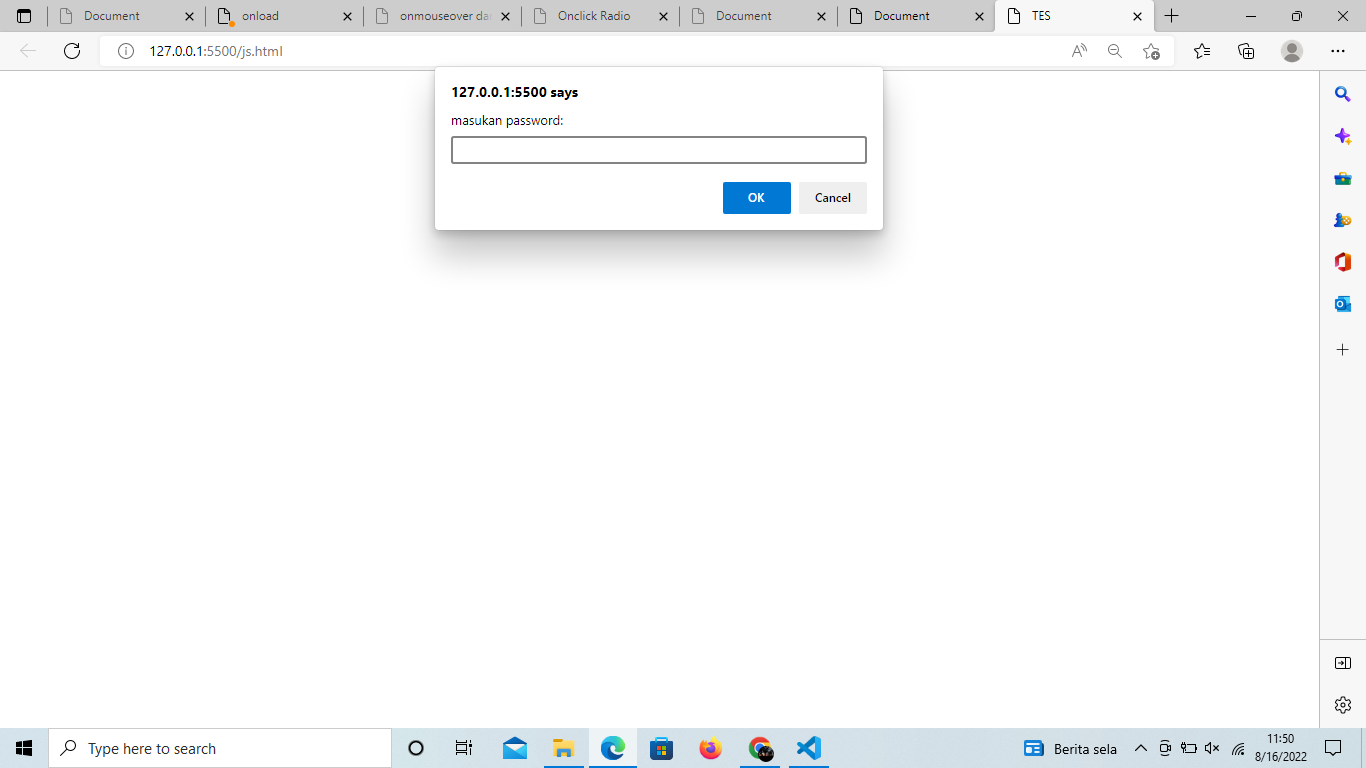 Document
onload
onmouseover da
Onclick Radio
Document
Document
TES
127.0.0.1:5500/js.html
127.0.0.1:5500 says
masukan password:
OK
Cancel
Type here to search
Berita sela
11:50
8/16/2022